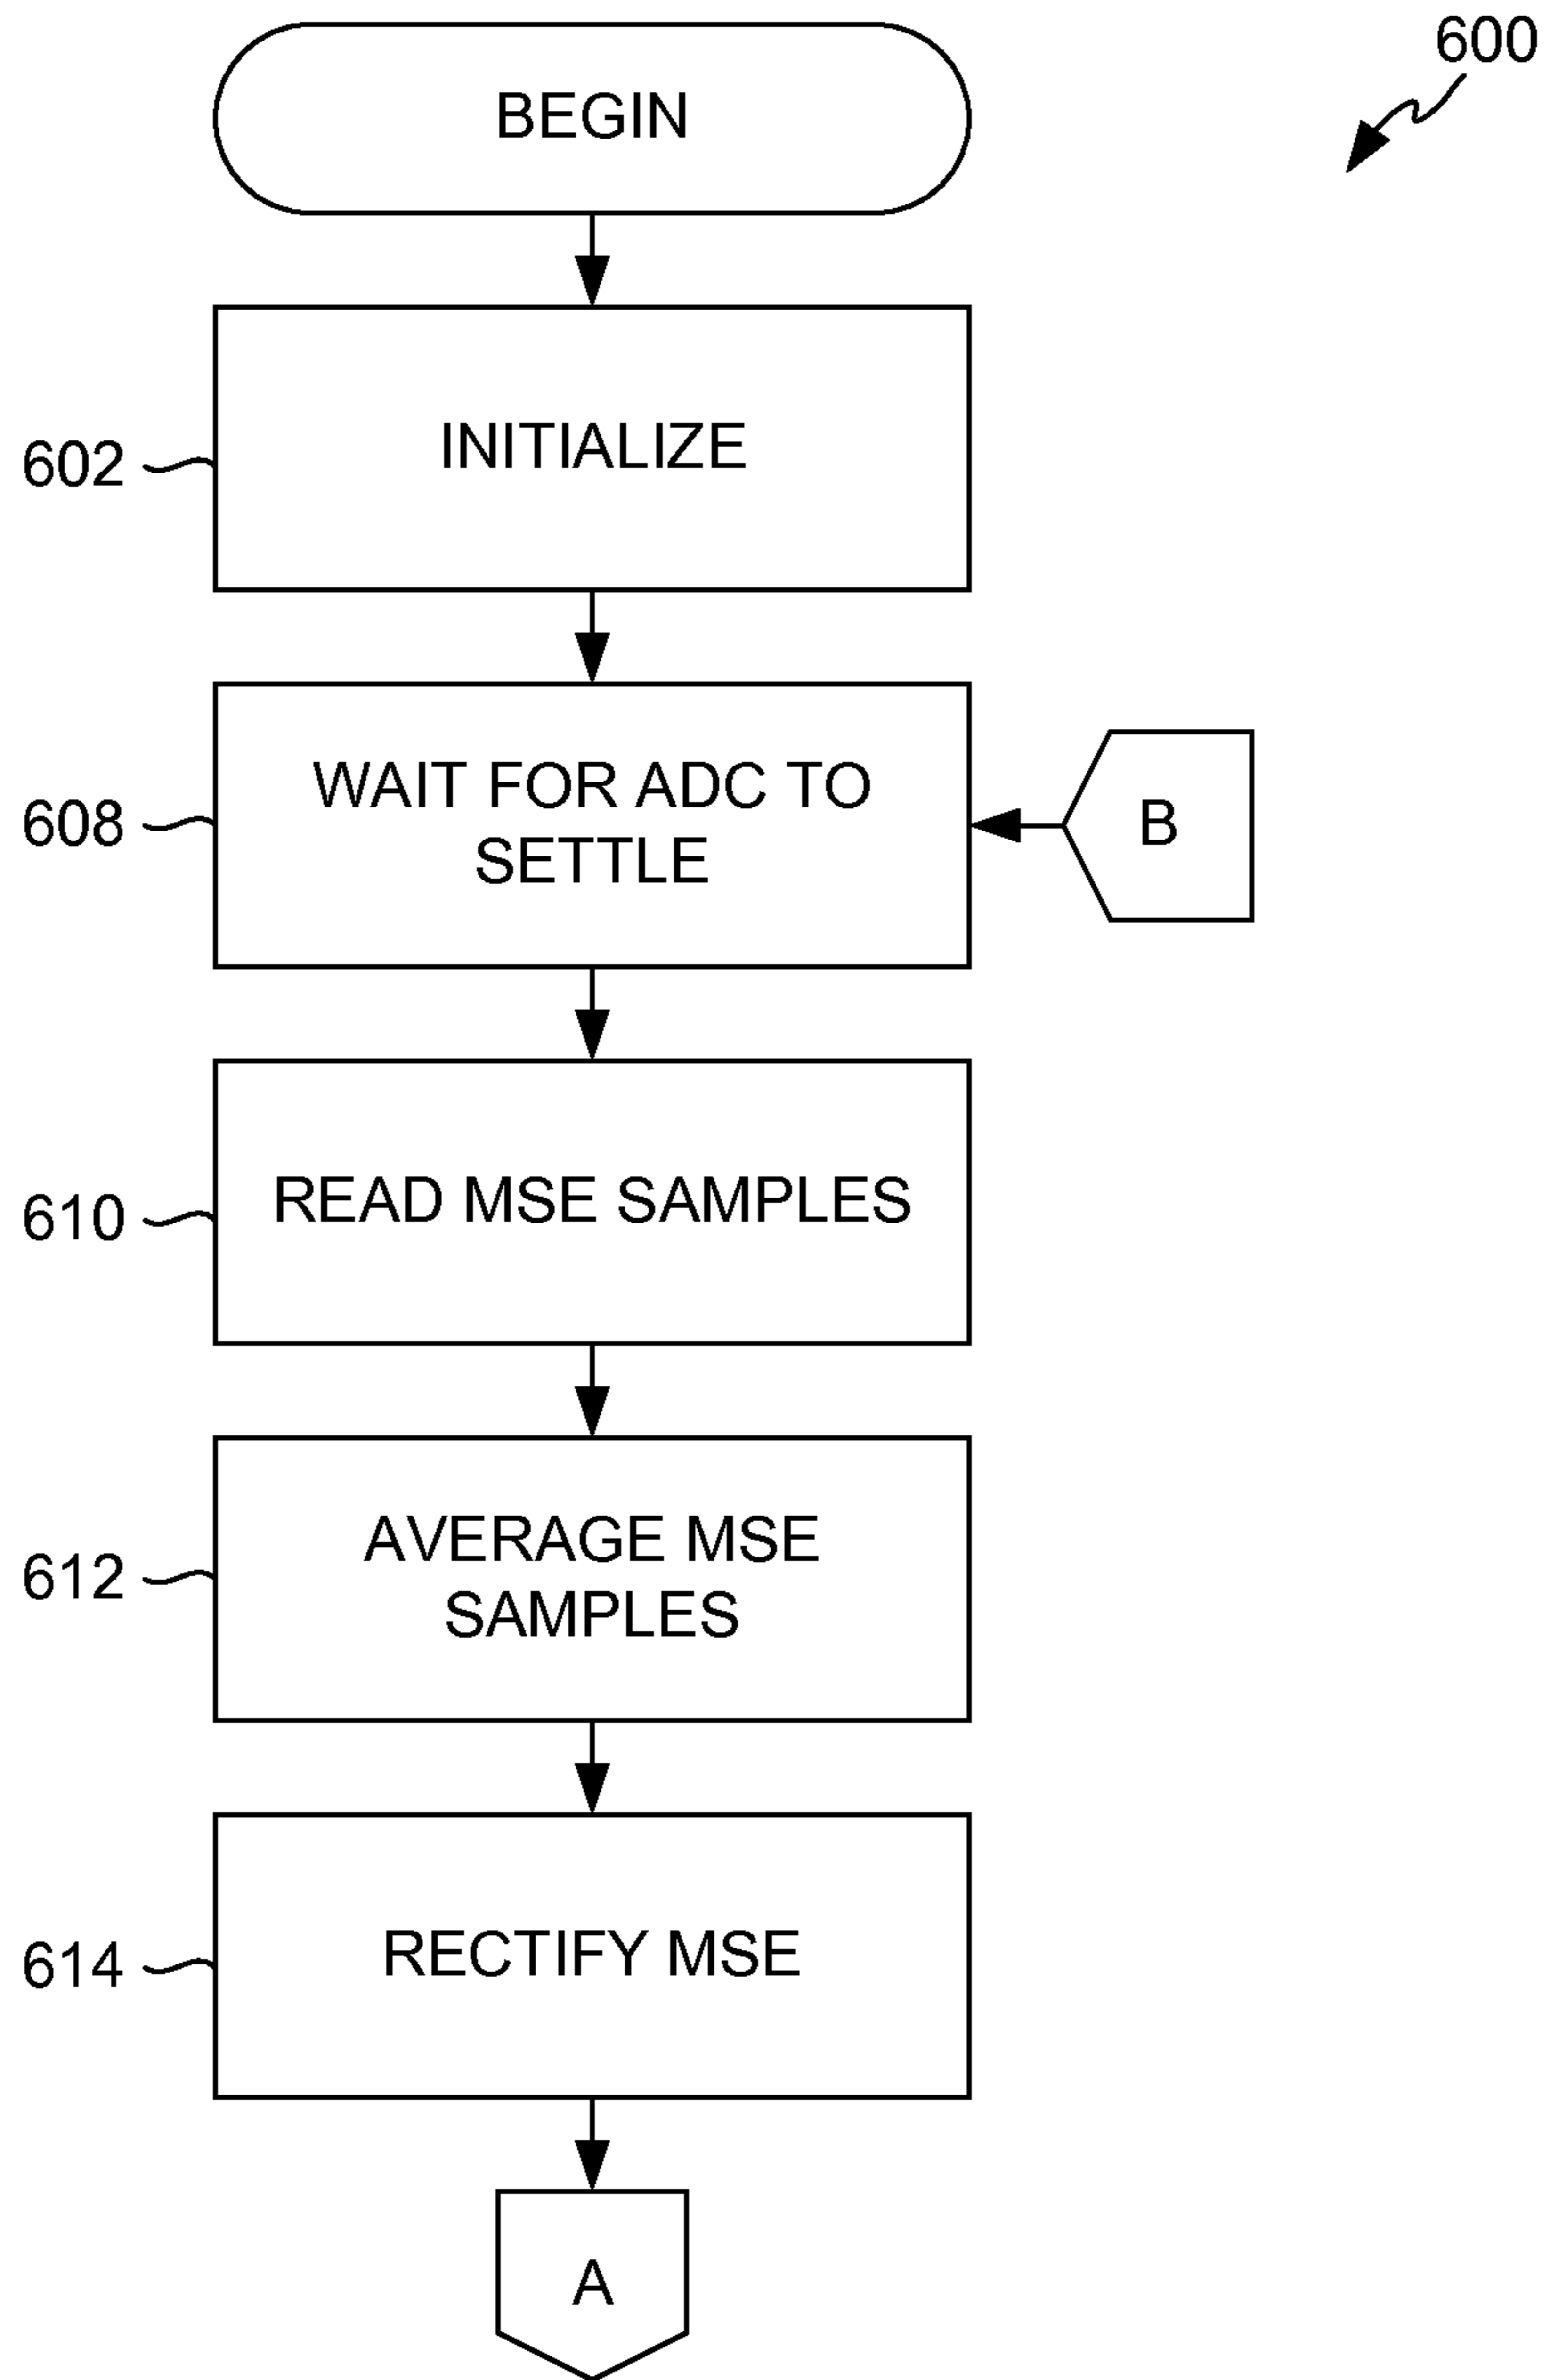 600
BEGIN
602
INITIALIZE
608
WAIT FOR ADC TO
SETTLE
B
610
READ MSE SAMPLES
612
AVERAGE MSE
SAMPLES
614
RECTIFY MSE
A